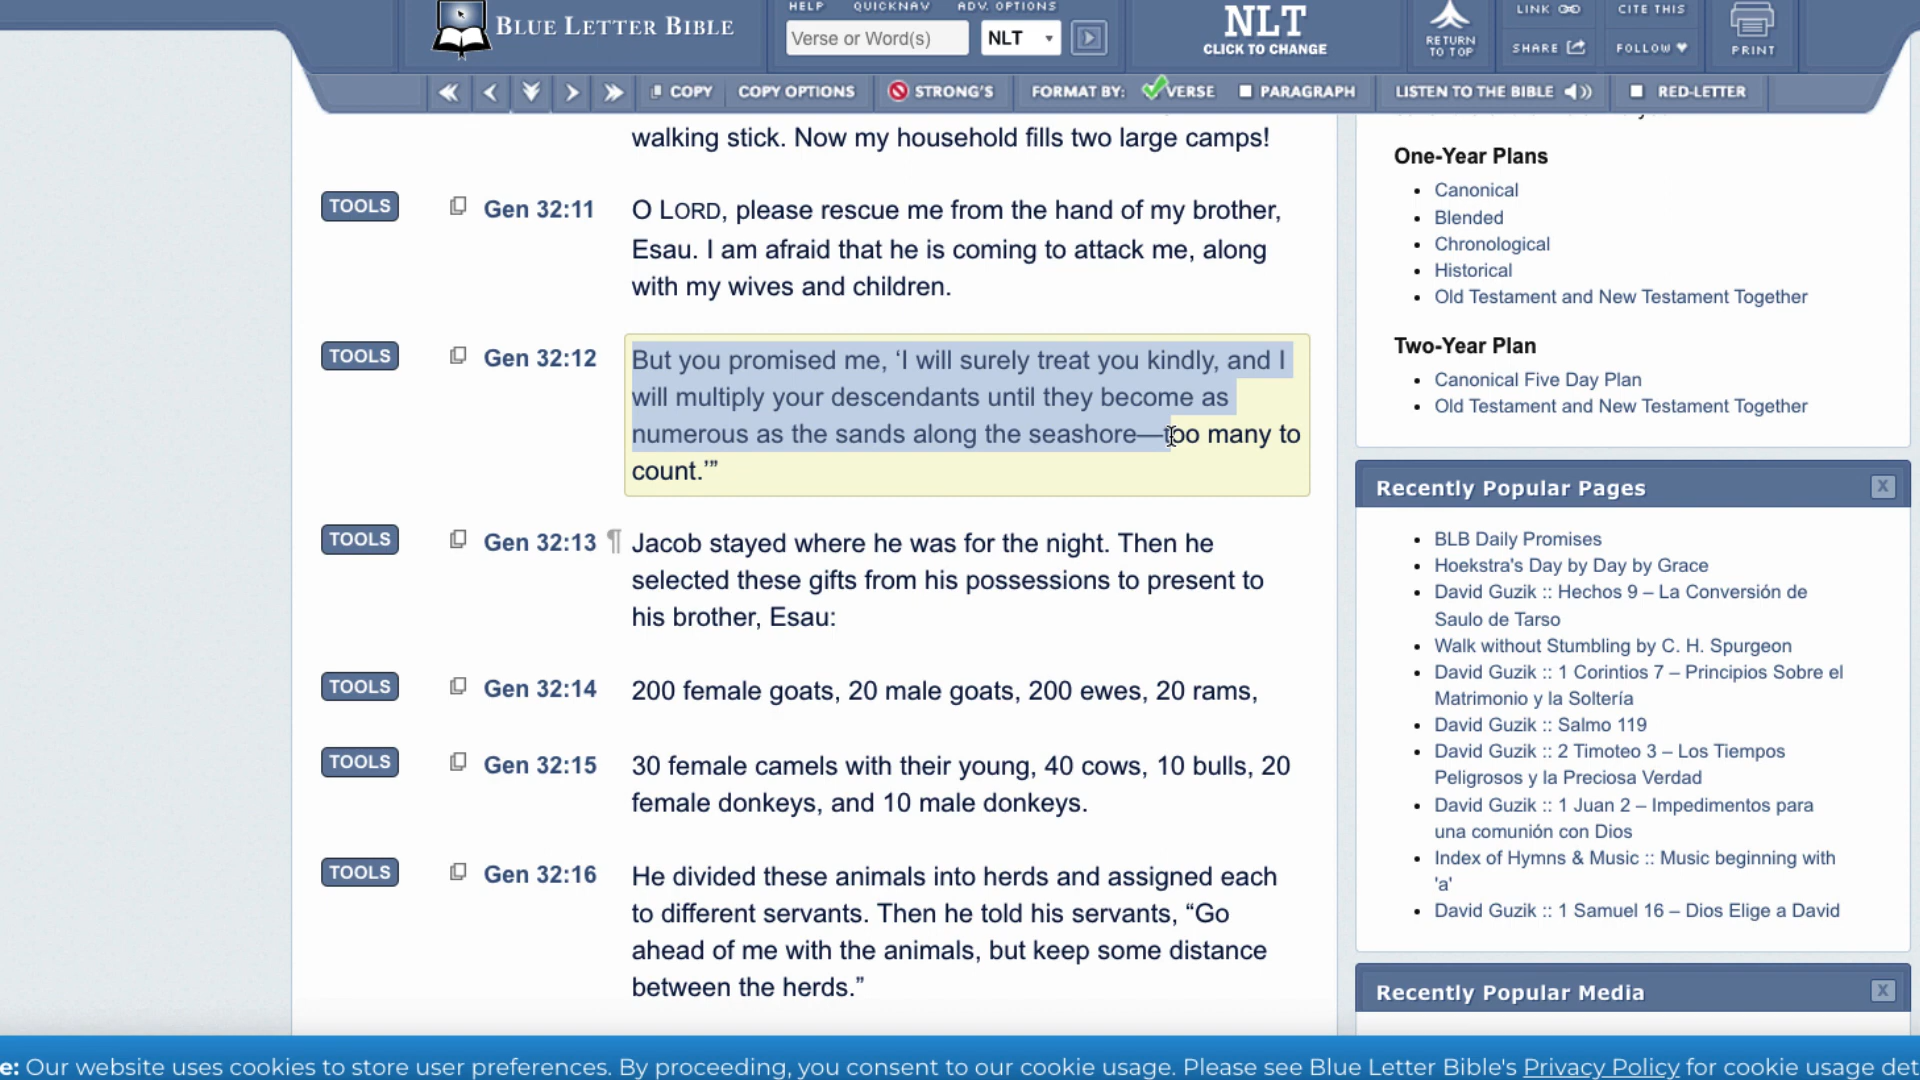 BLUE LETTER BIBLE
HELP QUICKNAV ADV. OPTIONS
Verse or Word(s) NLT
NLT
CLICK TO CHANGE
RETURN
TO TOP
LINK CITE THIS
SHARE FOLLOW
PRINT
COPY COPY OPTIONS STRONG'S FORMAT BY: VERSE PARAGRAPH LISTEN TO THE BIBLE RED-LETTER
walking stick. Now my household fills two large camps!
TOOLS Gen 32:11 O LORD, please rescue me from the hand of my brother,
Esau. I am afraid that he is coming to attack me, along
with my wives and children.
TOOLS Gen 32:12 But you promised me, ‘I will surely treat you kindly, and I
will multiply your descendants until they become as
numerous as the sands along the seashore—too many to
count.’”
TOOLS Gen 32:13 ¶ Jacob stayed where he was for the night. Then he
selected these gifts from his possessions to present to
his brother, Esau:
TOOLS Gen 32:14 200 female goats, 20 male goats, 200 ewes, 20 rams,
TOOLS Gen 32:15 30 female camels with their young, 40 cows, 10 bulls, 20
female donkeys, and 10 male donkeys.
TOOLS Gen 32:16 He divided these animals into herds and assigned each
to different servants. Then he told his servants, “Go
ahead of me with the animals, but keep some distance
between the herds.”
One-Year Plans
Canonical
Blended
Chronological
Historical
Old Testament and New Testament Together
Two-Year Plan
Canonical Five Day Plan
Old Testament and New Testament Together
Recently Popular Pages X
BLB Daily Promises
Hoekstra's Day by Day by Grace
David Guzik :: Hechos 9 – La Conversión de
Saulo de Tarso
Walk without Stumbling by C. H. Spurgeon
David Guzik :: 1 Corintios 7 – Principios Sobre el
Matrimonio y la Soltería
David Guzik :: Salmo 119
David Guzik :: 2 Timoteo 3 – Los Tiempos
Peligrosos y la Preciosa Verdad
David Guzik :: 1 Juan 2 – Impedimentos para
una comunión con Dios
Index of Hymns & Music :: Music beginning with
'a'
David Guzik :: 1 Samuel 16 – Dios Elige a David
Recently Popular Media X
e: Our website uses cookies to store user preferences. By proceeding, you consent to our cookie usage. Please see Blue Letter Bible's Privacy Policy for cookie usage det